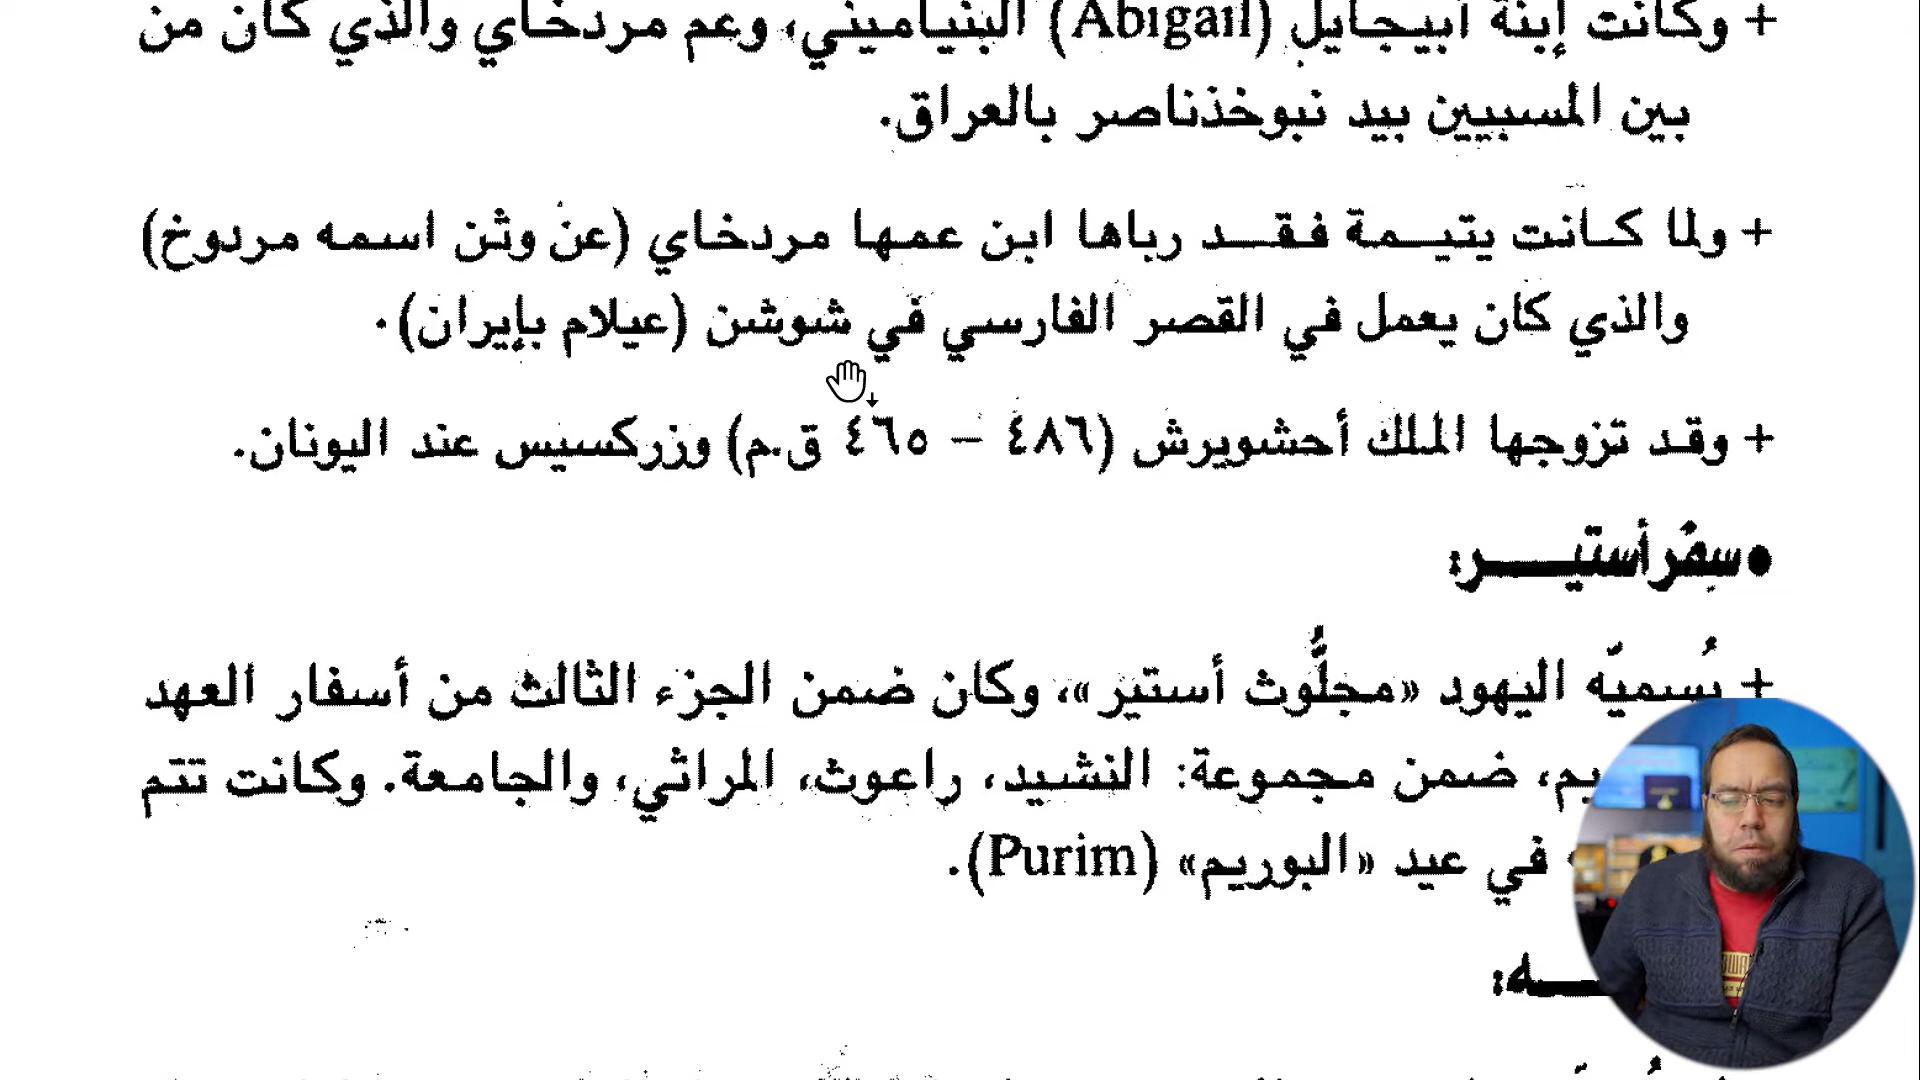 + وكانت إبنة أبيجايل (Abigail) البنياميني، وعم مردخاي والذي كان من
بين المسبيين بيد نبوخذناصر بالعراق.
+ ولما كانت يتيمة فقد رباها ابن عمها مردخاي (عن وثن اسمه مردوخ)
والذي كان يعمل في القصر الفارسي في شوشن (عيلام بإيران).
+ وقد تزوجها الملك أحشويرش (٤٨٦ – ٤٦٥ ق.م) وزركسيس عند اليونان.
• سِفْر أستير:
+ يُسميّه اليهود «مجلُّوث أستير»، وكان ضمن الجزء الثالث من أسفار العهد
ضمن مجموعة: النشيد، راعوث، المراثي، والجامعة. وكانت تتم
في عيد «البوريم» (Purim).